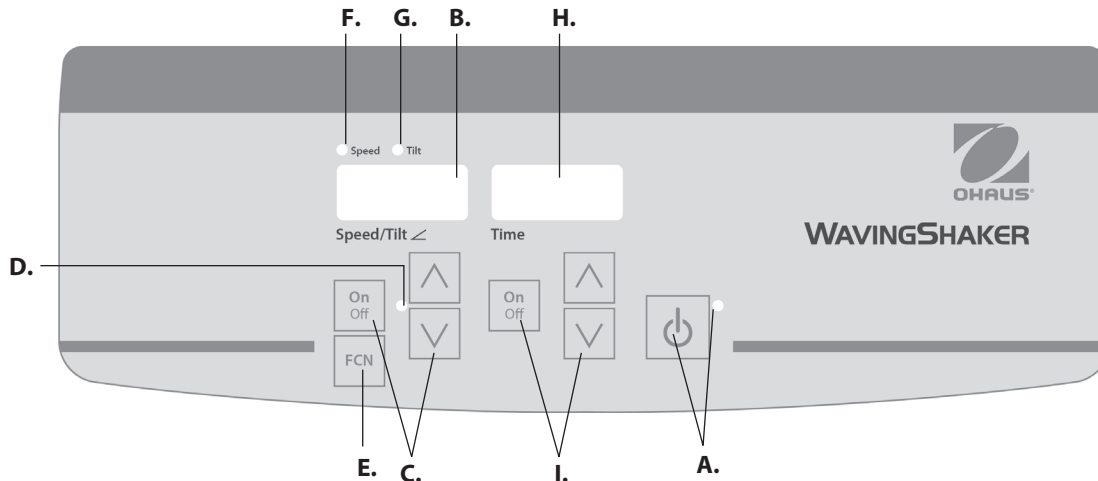 F. G. B. H.
Speed Tilt
OHAUS®
Speed/Tilt Time
WAVINGSHAKER
D.
On On
Off Off
FCN
E. C. I. A.